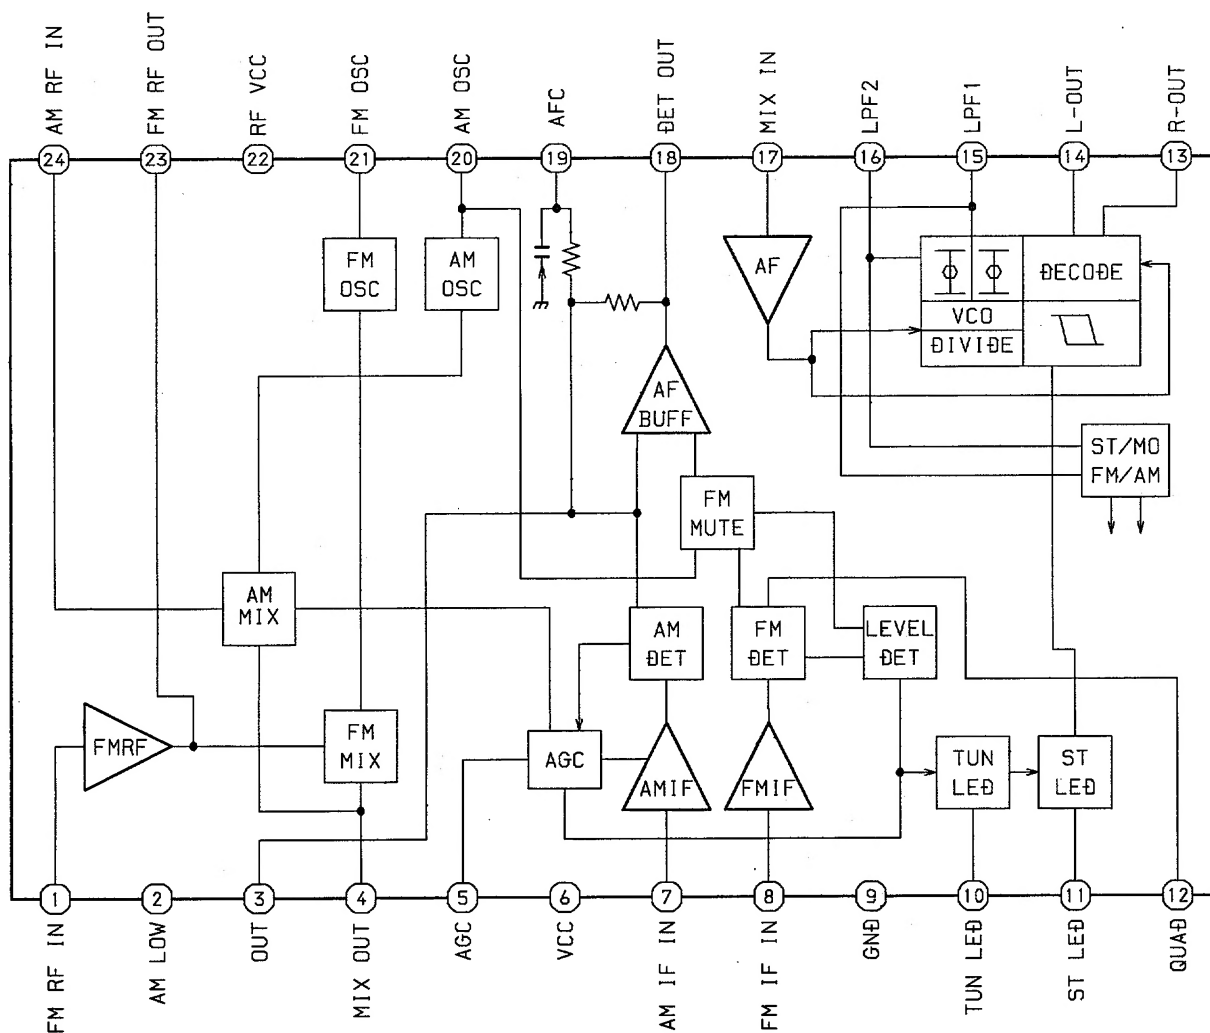 AM RF IN
FM RF OUT
RF VCC
FM OSC
AM OSC
AFC
DET OUT
MIX IN
LPF2
LPF1
L-OUT
R-OUT
24
23
22
21
20
19
18
17
16
15
14
13
FM
OSC
AM
OSC
AF
DECODE
VCO
DIVIDE
AF
BUFF
ST/MO
FM/AM
FM
MUTE
AM
MIX
AM
DET
FM
DET
LEVEL
DET
FMRF
FM
MIX
AGC
AMIF
FMIF
TUN
LED
ST
LED
1
2
3
4
5
6
7
8
9
10
11
12
FM RF IN
AM LOW
OUT
MIX OUT
AGC
VCC
AM IF IN
FM IF IN
GND
TUN LED
ST LED
QUAD